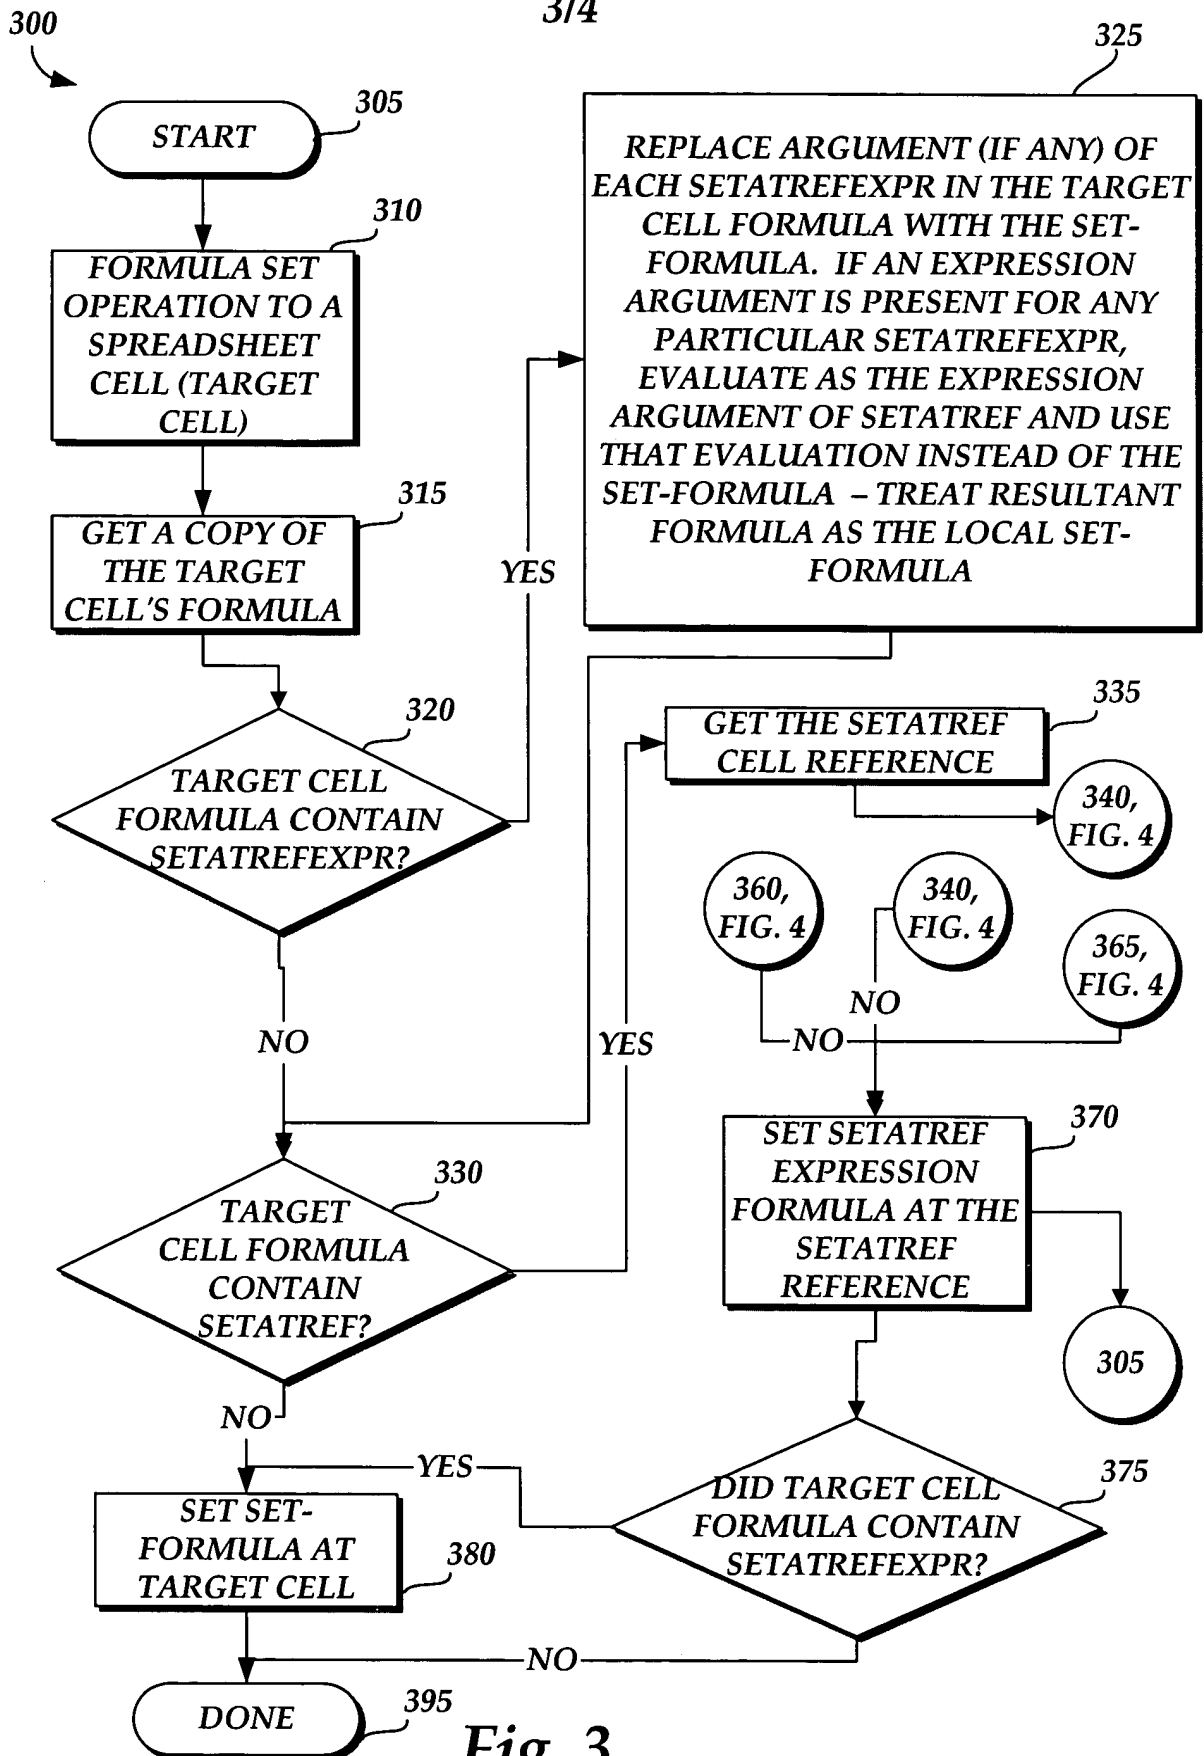 3/4
300
305
START
310
FORMULA SET
OPERATION TO A
SPREADSHEET
CELL (TARGET
CELL)
315
GET A COPY OF
THE TARGET
CELL'S FORMULA
320
TARGET CELL
FORMULA CONTAIN
SETATREFEXPR?
YES
NO
325
REPLACE ARGUMENT (IF ANY) OF
EACH SETATREFEXPR IN THE TARGET
CELL FORMULA WITH THE SET-
FORMULA. IF AN EXPRESSION
ARGUMENT IS PRESENT FOR ANY
PARTICULAR SETATREFEXPR,
EVALUATE AS THE EXPRESSION
ARGUMENT OF SETATREF AND USE
THAT EVALUATION INSTEAD OF THE
SET-FORMULA – TREAT RESULTANT
FORMULA AS THE LOCAL SET-
FORMULA
330
TARGET
CELL FORMULA
CONTAIN
SETATREF?
YES
NO
335
GET THE SETATREF
CELL REFERENCE
340,
FIG. 4
360,
FIG. 4
340,
FIG. 4
365,
FIG. 4
NO
NO
370
SET SETATREF
EXPRESSION
FORMULA AT THE
SETATREF
REFERENCE
305
375
DID TARGET CELL
FORMULA CONTAIN
SETATREFEXPR?
YES
NO
380
SET SET-
FORMULA AT
TARGET CELL
DONE
395
Fig. 3